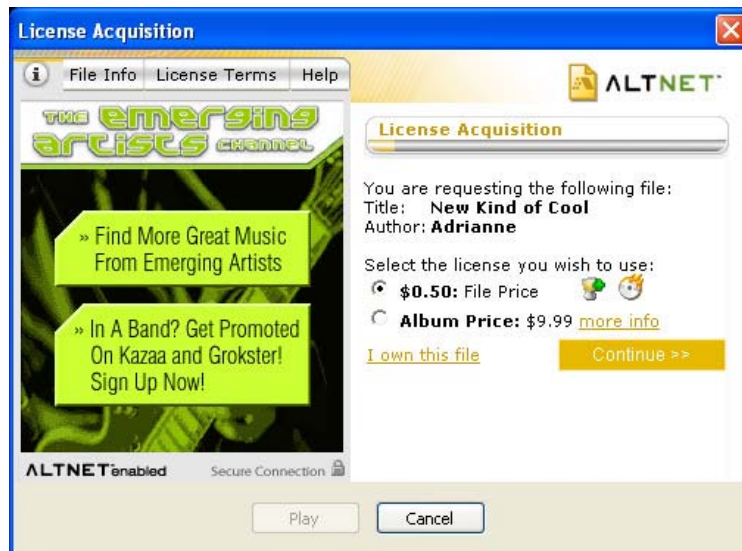 License Acquisition
i File Info License Terms Help
THE emerging
artists CHANNEL
» Find More Great Music
From Emerging Artists
» In A Band? Get Promoted
On Kazaa and Grokster!
Sign Up Now!
ALTNET enabled Secure Connection
ALTNET
License Acquisition
You are requesting the following file:
Title: New Kind of Cool
Author: Adrianne
Select the license you wish to use:
$0.50: File Price
Album Price: $9.99 more info
I own this file Continue >>
Play Cancel